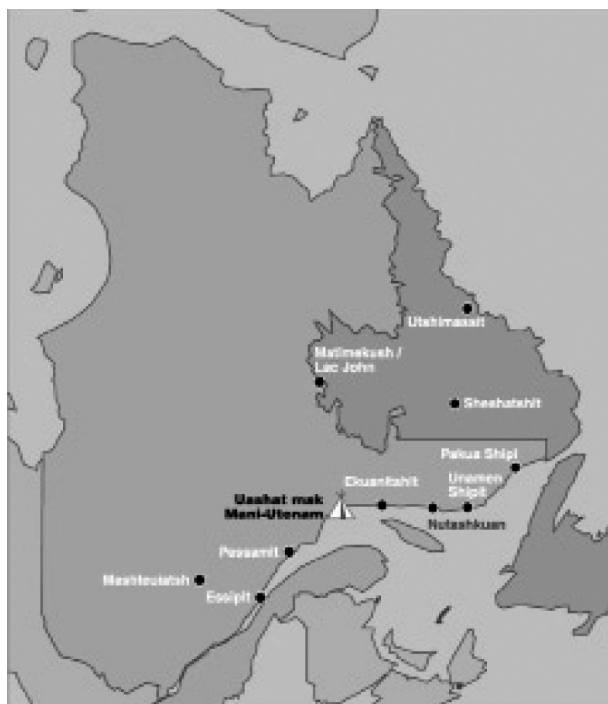 Utshimassit
Matimekush /
Lac John
Sheshatshit
Pakua Shipi
Ekuanitshit
Unamen
Shipit
Uashat mak
Mani-Utenam
Nutashkuan
Pessamit
Mashteuiatsh
Essipit